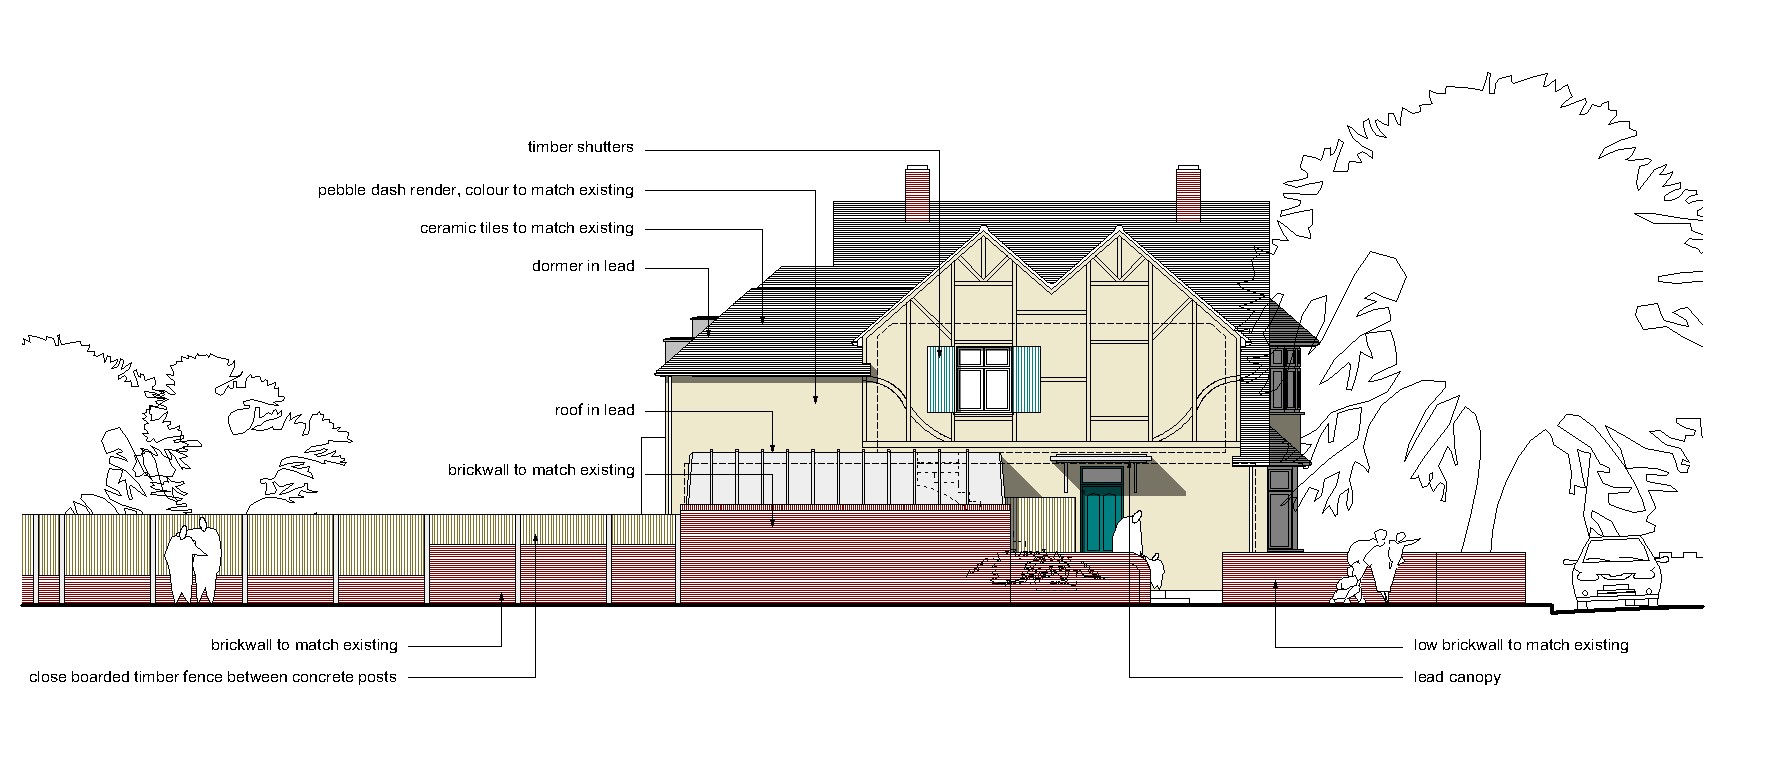 timber shutters
pebble dash render, colour to match existing
ceramic tiles to match existing
dormer in lead
roof in lead
brickwall to match existing
brickwall to match existing
close boarded timber fence between concrete posts
low brickwall to match existing
lead canopy